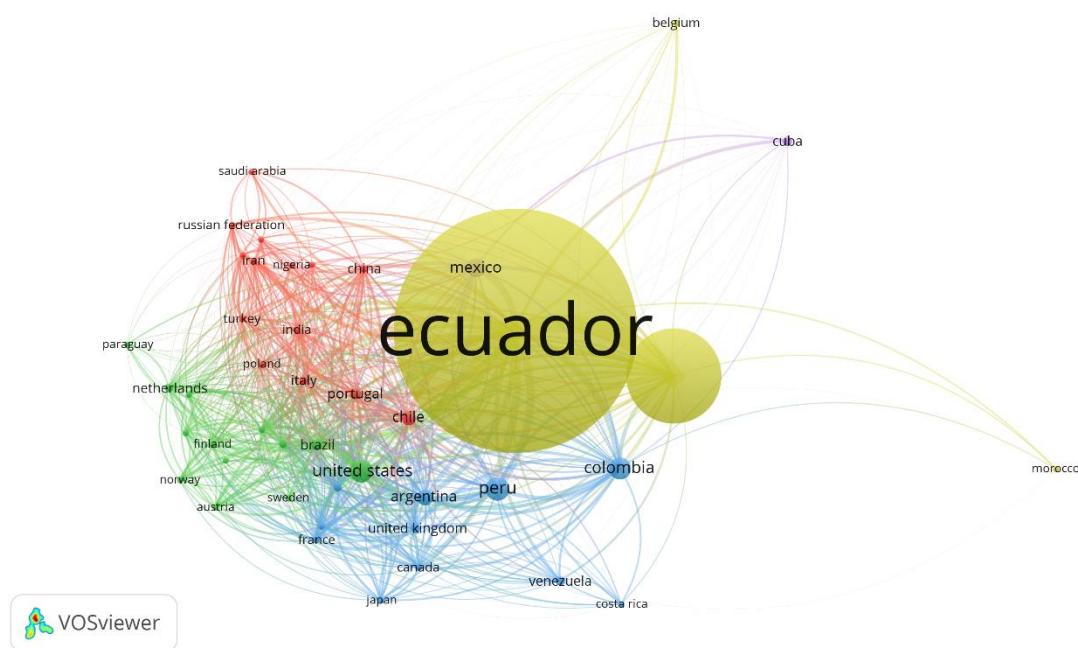 belgium
cuba
saudi arabia
russian federation
iran
nigeria
china
mexico
turkey
india
ecuador
paraguay
poland
netherlands
italy
portugal
chile
finland
brazil
united states
colombia
morocco
norway
sweden
argentina
peru
austria
france
united kingdom
canada
venezuela
japan
costa rica
VOSviewer